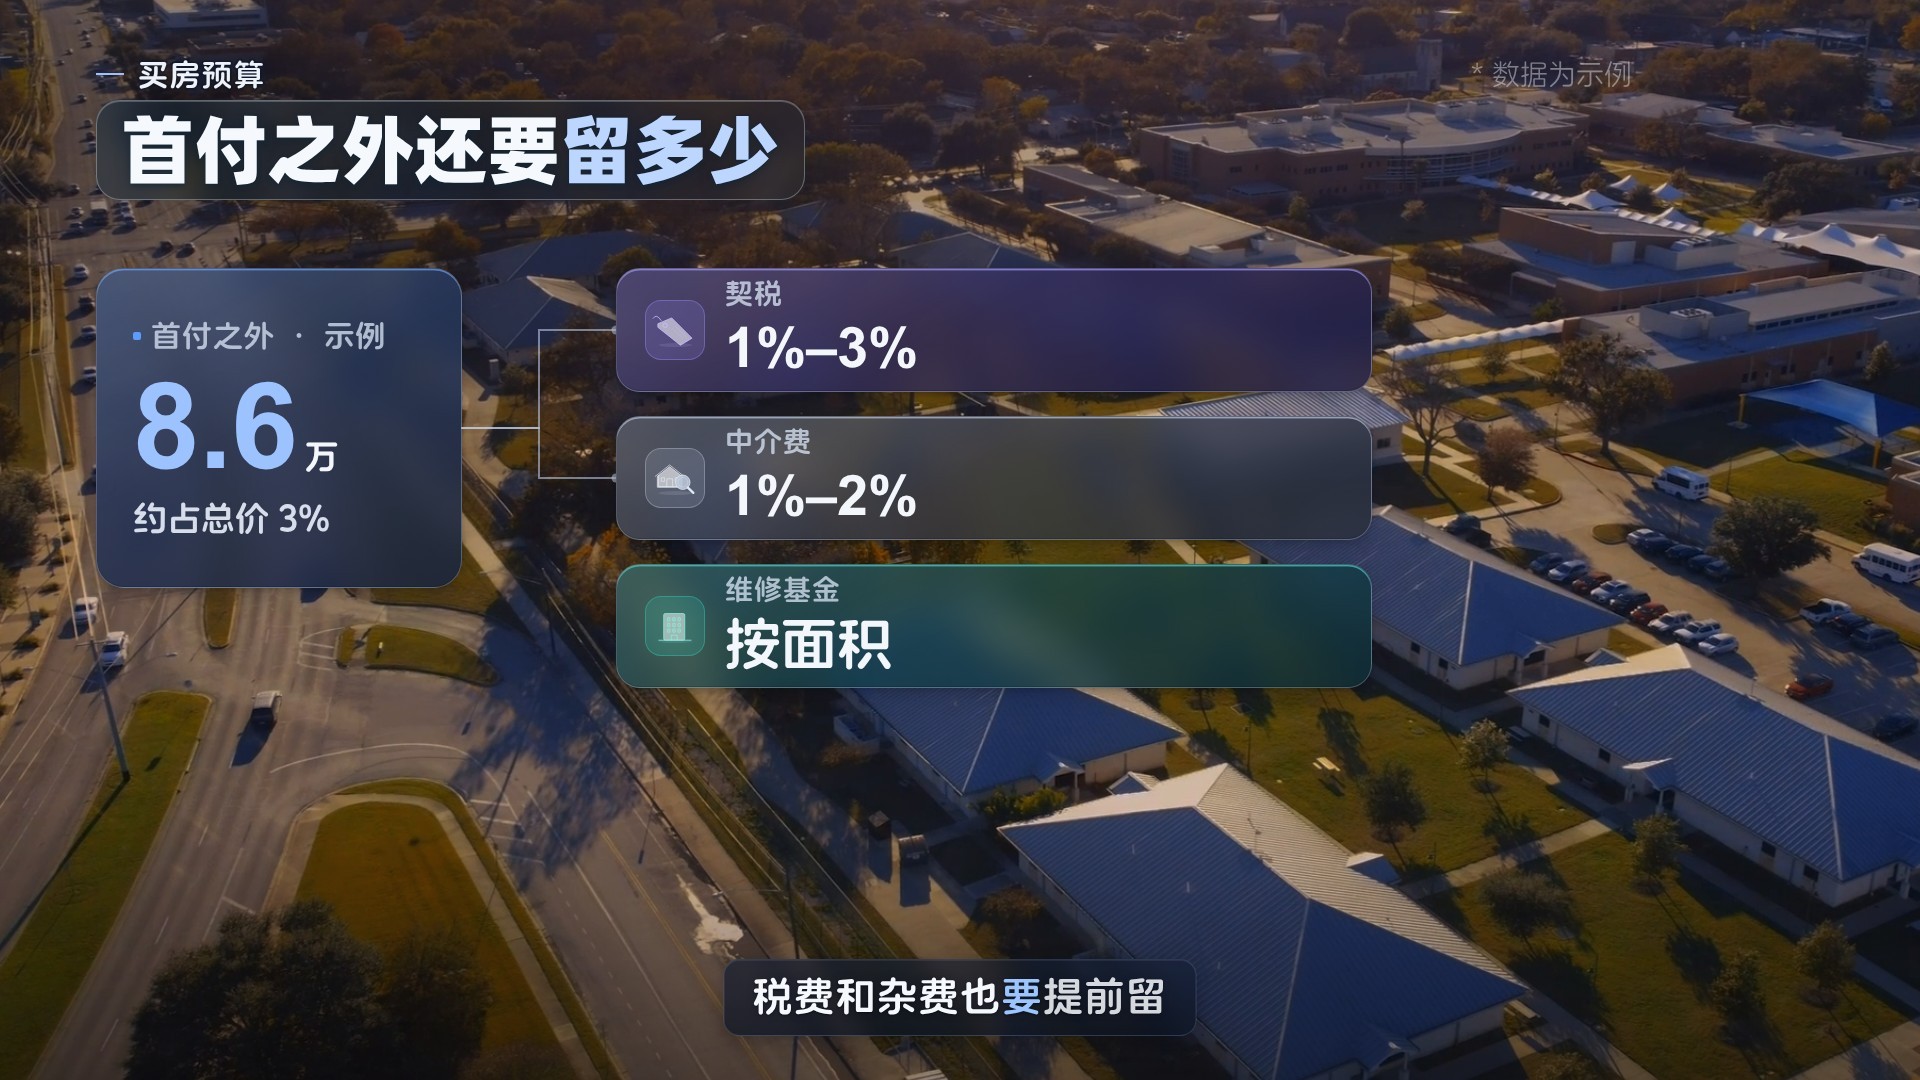 买房预算
* 数据为示例
首付之外还要留多少
首付之外 · 示例
8.6万
约占总价 3%
契税
1%–3%
中介费
1%–2%
维修基金
按面积
税费和杂费也要提前留